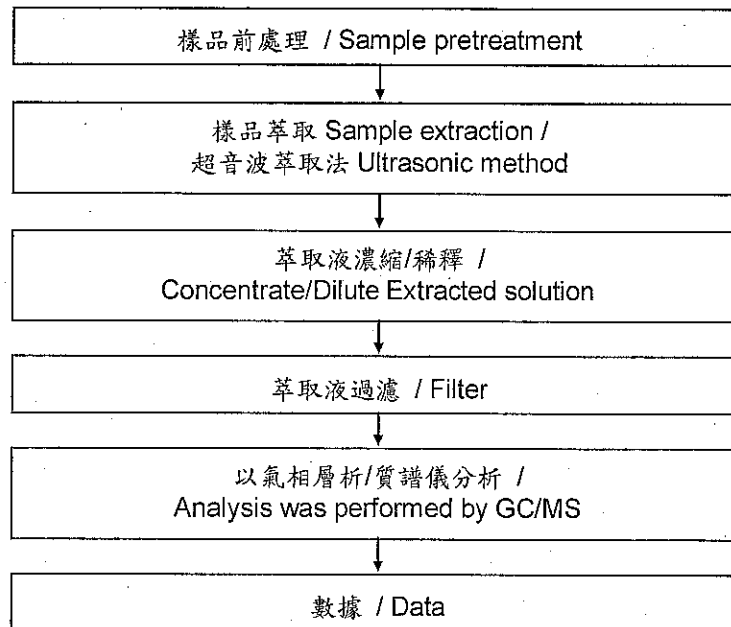 樣品前處理 / Sample pretreatment
樣品萃取 Sample extraction /
超音波萃取法 Ultrasonic method
萃取液濃縮/稀釋 /
Concentrate/Dilute Extracted solution
萃取液過濾 / Filter
以氣相層析/質譜儀分析 /
Analysis was performed by GC/MS
數據 / Data